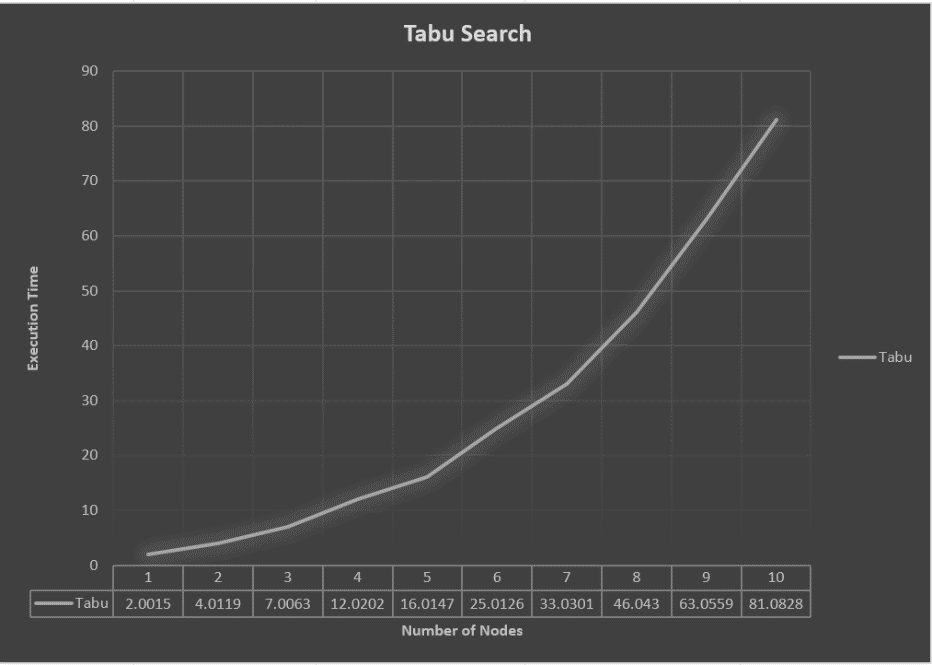 Tabu Search
90
80
70
60
50
40
30
20
10
0
Execution Time
Tabu
1 2 3 4 5 6 7 8 9 10
Tabu 2.0015 4.0119 7.0063 12.0202 16.0147 25.0126 33.0301 46.043 63.0559 81.0828
Number of Nodes